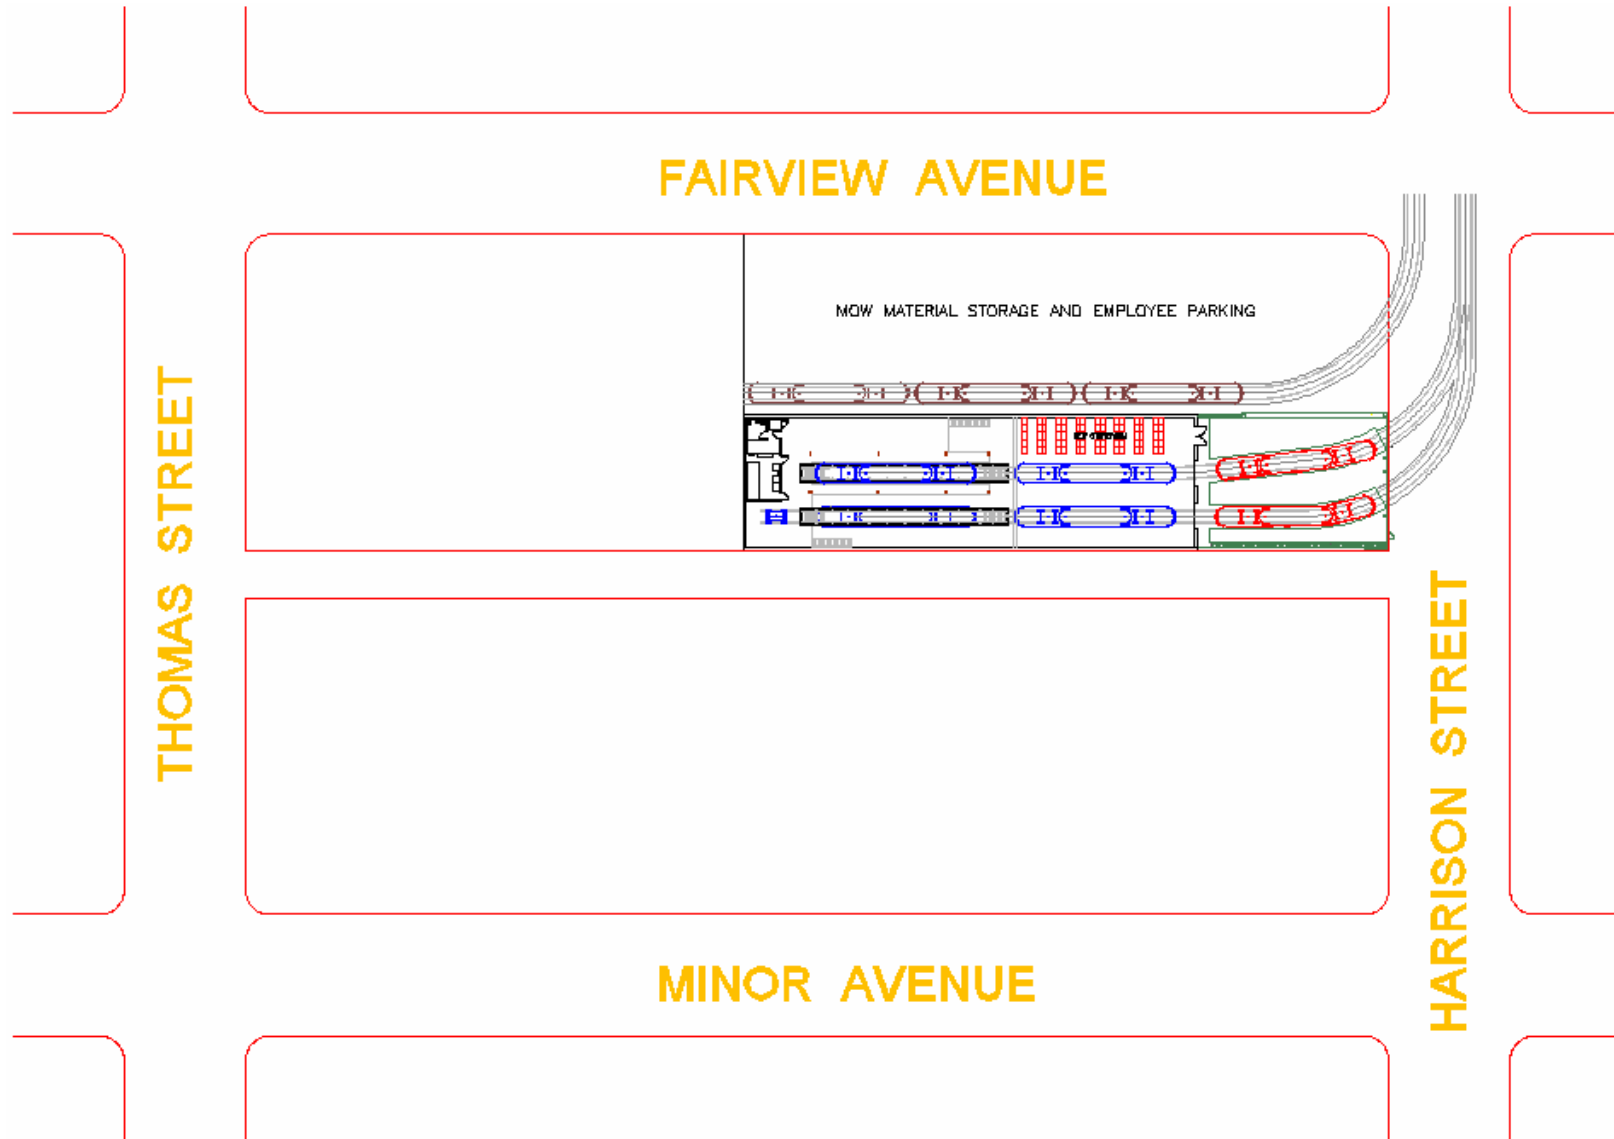 FAIRVIEW AVENUE
MOW MATERIAL STORAGE AND EMPLOYEE PARKING
THOMAS STREET
HARRISON STREET
MINOR AVENUE